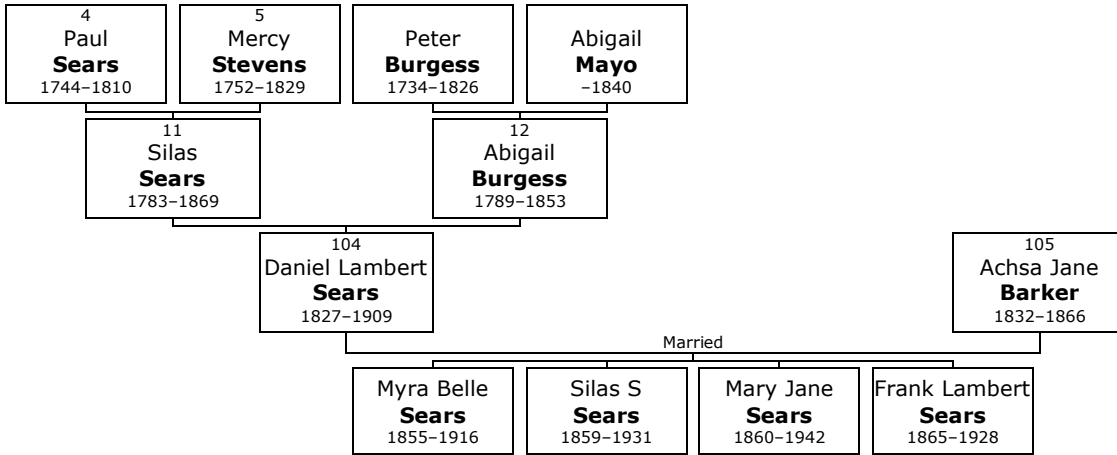 4
Paul
Sears
1744–1810
5
Mercy
Stevens
1752–1829
Peter
Burgess
1734–1826
Abigail
Mayo
–1840
11
Silas
Sears
1783–1869
12
Abigail
Burgess
1789–1853
104
Daniel Lambert
Sears
1827–1909
105
Achsa Jane
Barker
1832–1866
Married
Myra Belle
Sears
1855–1916
Silas S
Sears
1859–1931
Mary Jane
Sears
1860–1942
Frank Lambert
Sears
1865–1928